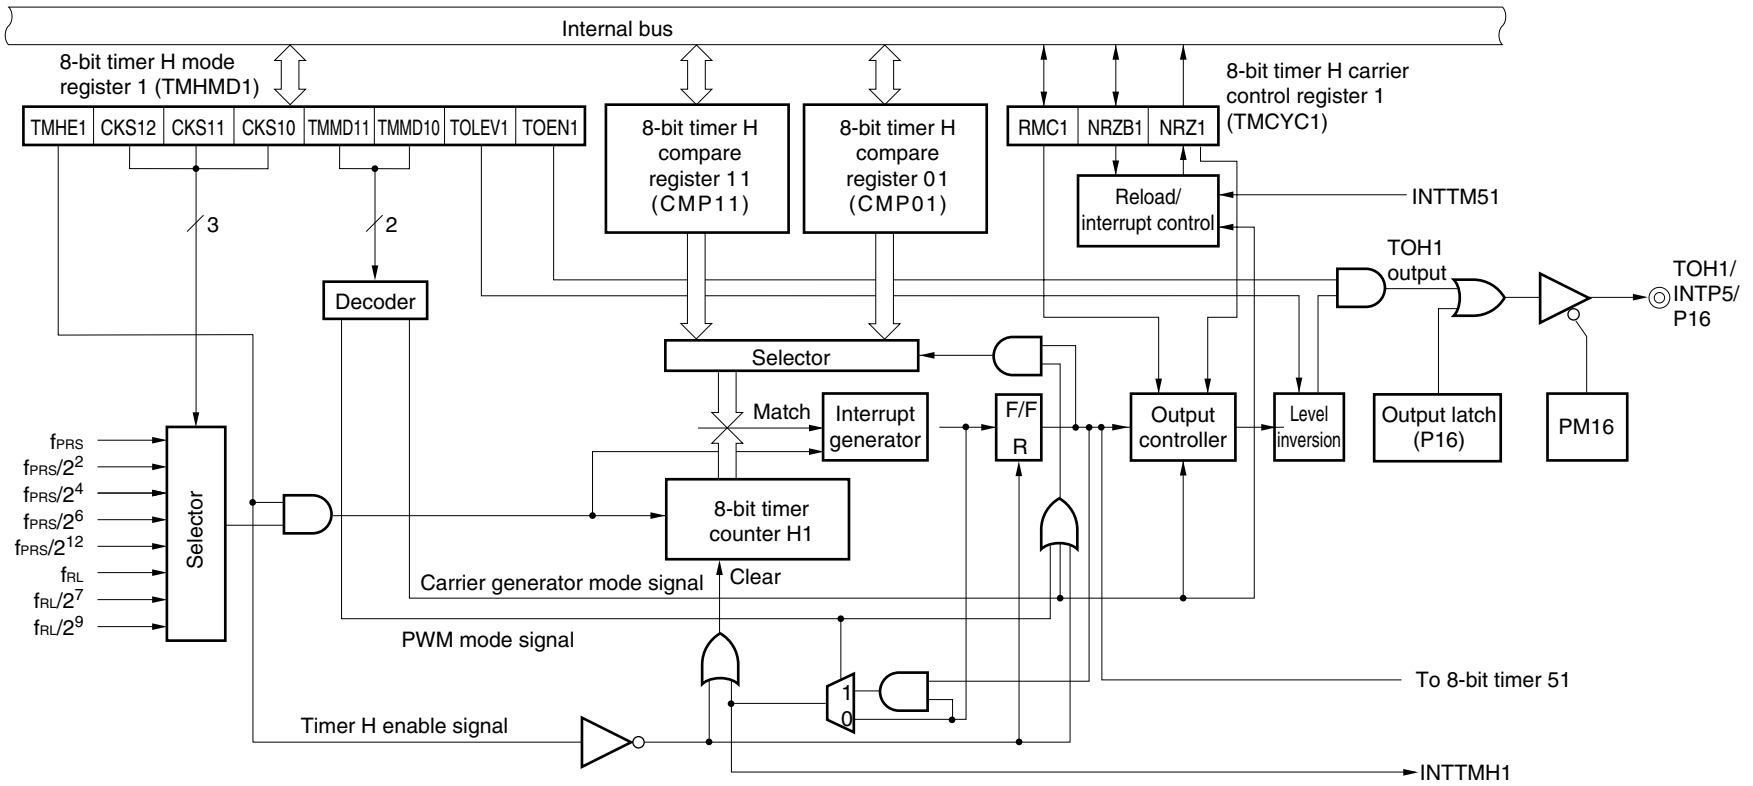 Internal bus
8-bit timer H mode
register 1 (TMHMD1)
TMHE1 CKS12 CKS11 CKS10 TMMD11 TMMD10 TOLEV1 TOEN1
8-bit timer H
compare
register 11
(CMP11)
8-bit timer H
compare
register 01
(CMP01)
8-bit timer H carrier
control register 1
(TMCYC1)
RMC1 NRZB1 NRZ1
Reload/
interrupt control
INTTM51
3
2
Decoder
TOH1
output
TOH1/
INTP5/
P16
Selector
Match
Interrupt
generator
F/F
R
Output
controller
Level
inversion
Output latch
(P16)
PM16
fPRS
fPRS/2²
fPRS/2⁴
fPRS/2⁶
fPRS/2¹²
fRL
fRL/2⁷
fRL/2⁹
Selector
8-bit timer
counter H1
Clear
Carrier generator mode signal
PWM mode signal
1
0
To 8-bit timer 51
Timer H enable signal
INTTMH1